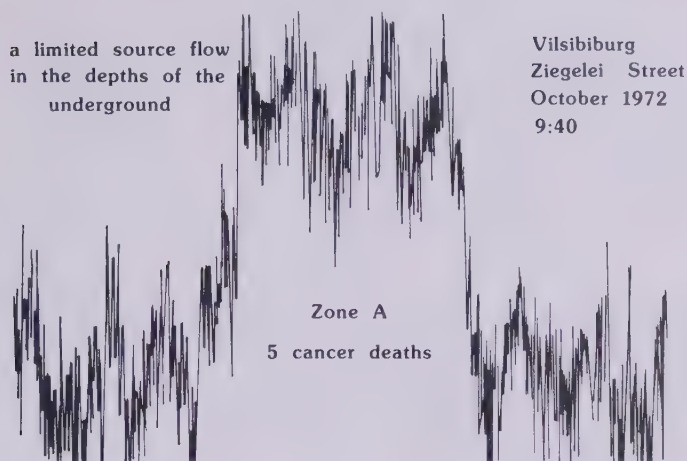 a limited source flow
in the depths of the
underground
Vilsibiburg
Ziegelei Street
October 1972
9:40
Zone A
5 cancer deaths